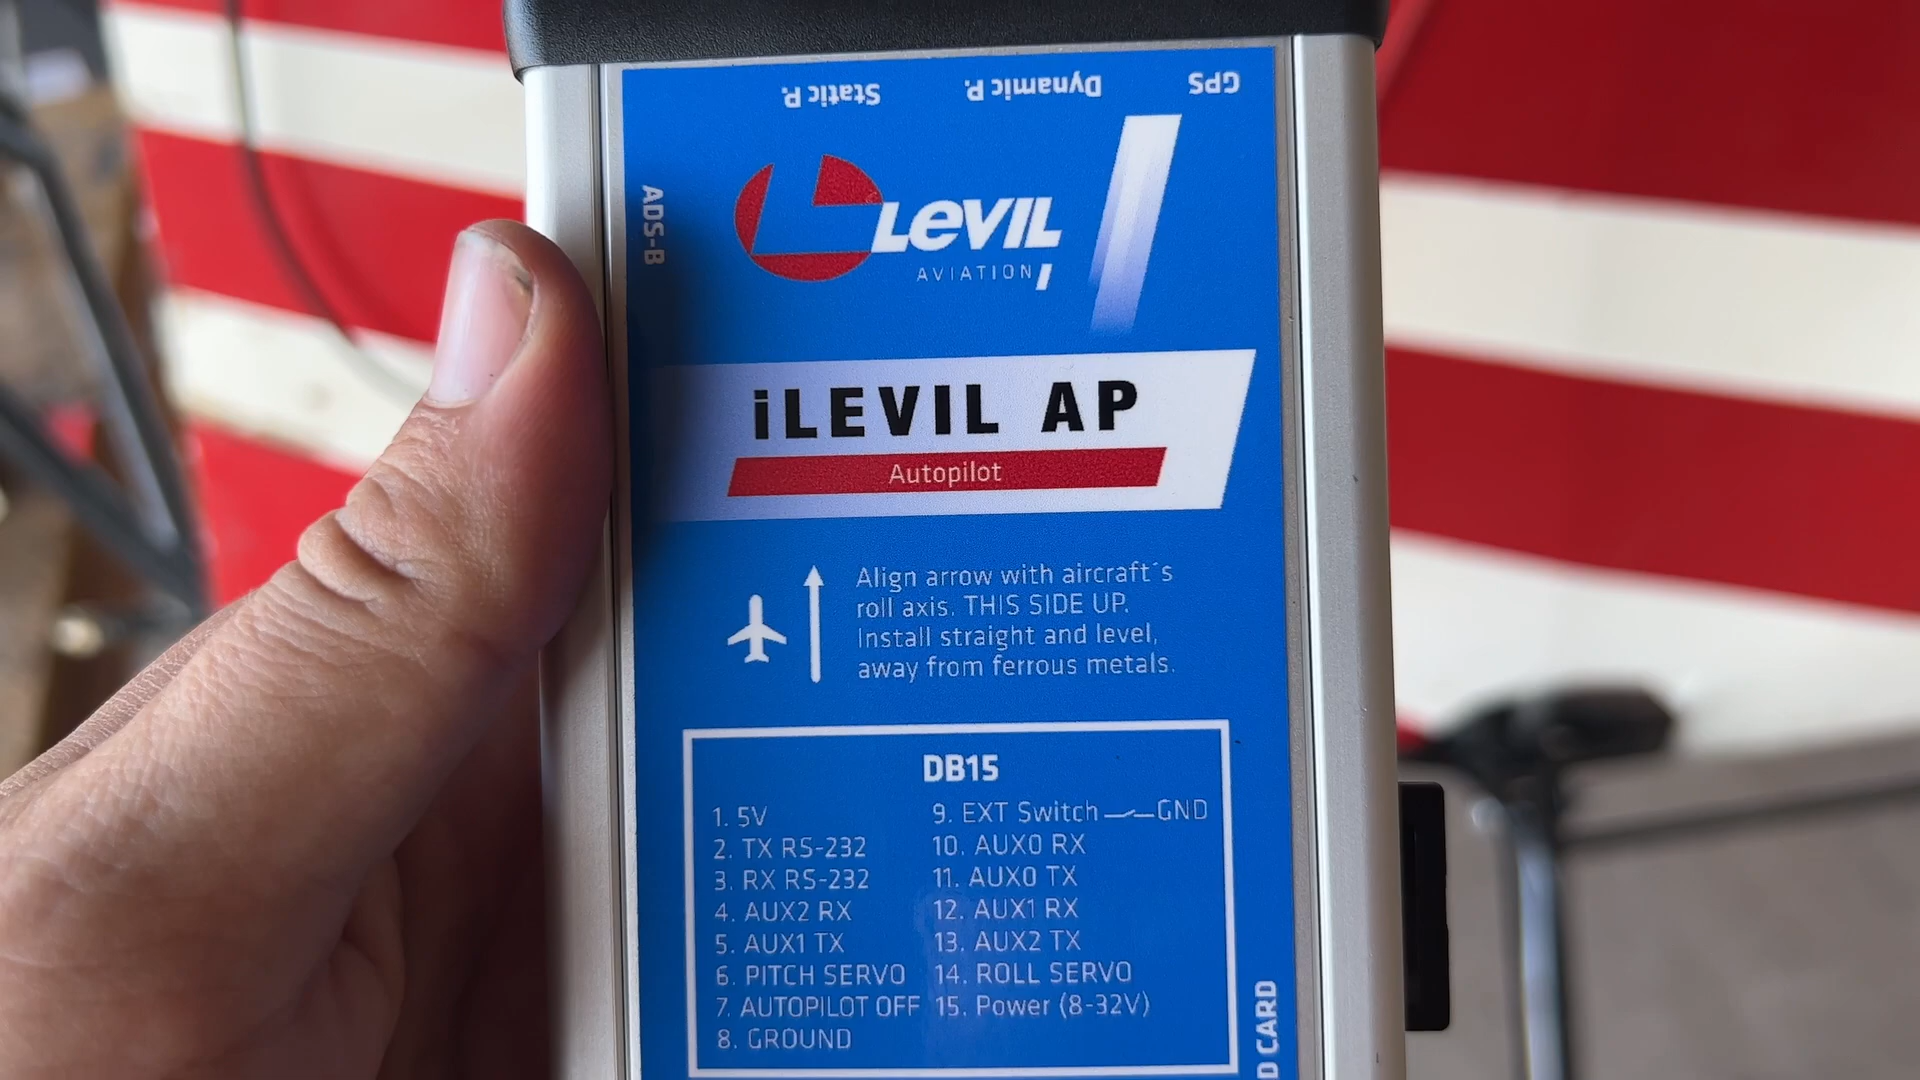 Static P. Dynamic P. GPS
ADS-B
LEVIL
AVIATION
iLEVIL AP
Autopilot
Align arrow with aircraft´s
roll axis. THIS SIDE UP.
Install straight and level,
away from ferrous metals.
DB15
1. 5V
2. TX RS-232
3. RX RS-232
4. AUX2 RX
5. AUX1 TX
6. PITCH SERVO
7. AUTOPILOT OFF
8. GROUND
9. EXT Switch GND
10. AUX0 RX
11. AUX0 TX
12. AUX1 RX
13. AUX2 TX
14. ROLL SERVO
15. Power (8-32V)
D CARD